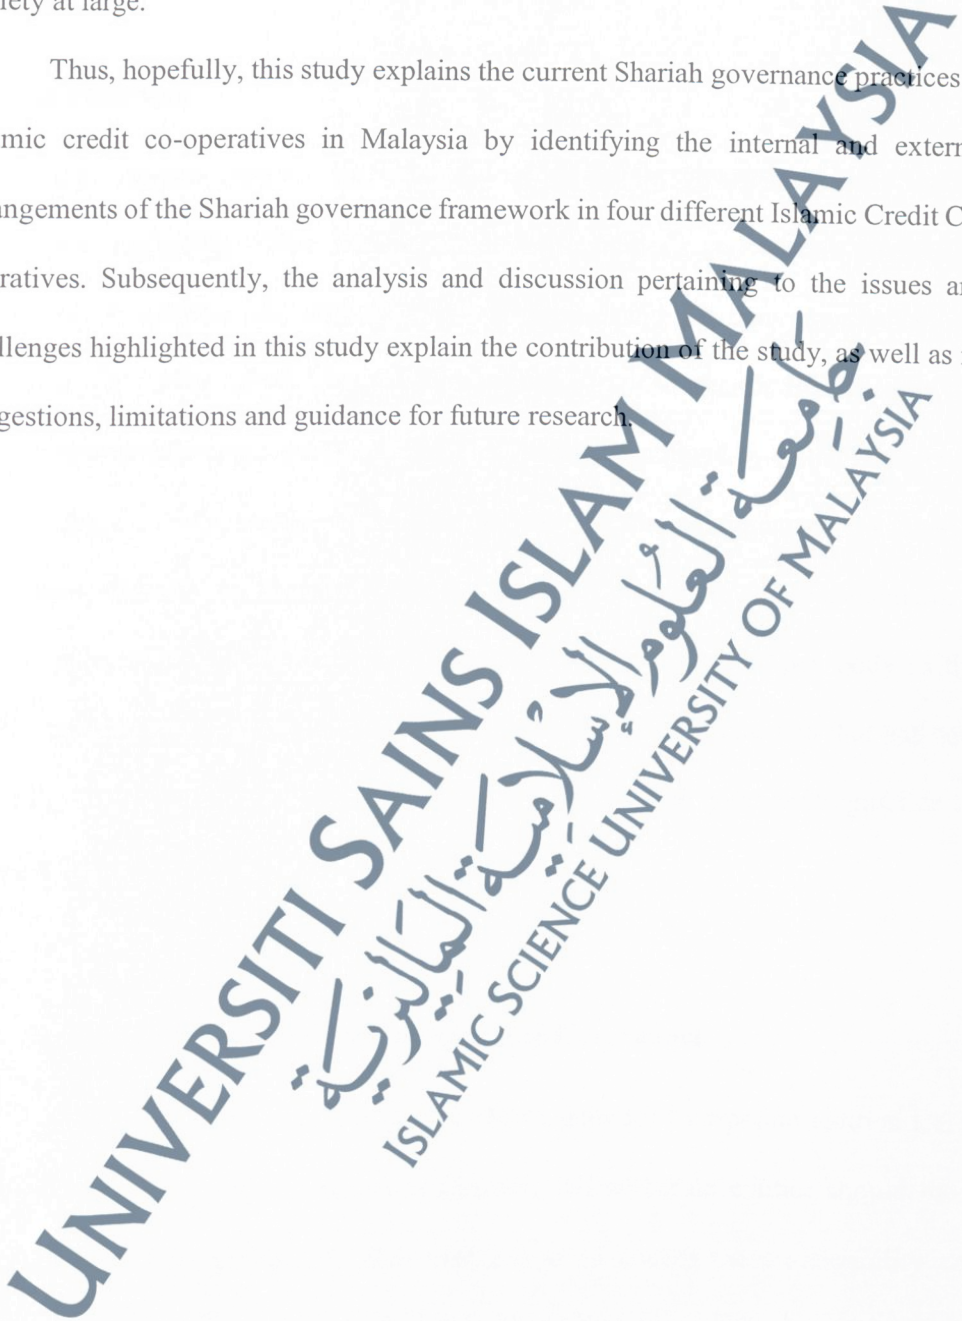 iety at large.
Thus, hopefully, this study explains the current Shariah governance practices
mic credit co-operatives in Malaysia by identifying the internal and extern
angements of the Shariah governance framework in four different Islamic Credit C
ratives. Subsequently, the analysis and discussion pertaining to the issues a
llenges highlighted in this study explain the contribution of the study, as well as
gestions, limitations and guidance for future research.
UNIVERSITI SAINS ISLAM MALAYSIA
جامعة العلوم الإسلامية الماليزية
ISLAMIC SCIENCE UNIVERSITY OF MALAYSIA